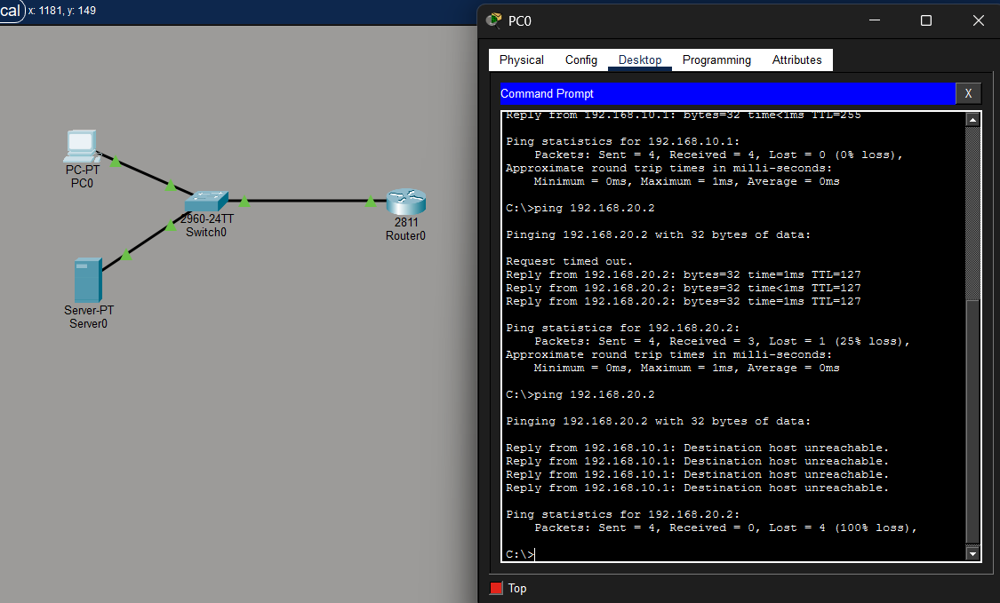 cal x: 1181, y: 149
PC-PT
PC0
2960-24TT
Switch0
2811
Router0
Server-PT
Server0
PC0
Physical Config Desktop Programming Attributes
Command Prompt
X
Reply from 192.168.10.1: bytes=32 time<1ms TTL=255
Ping statistics for 192.168.10.1:
Packets: Sent = 4, Received = 4, Lost = 0 (0% loss),
Approximate round trip times in milli-seconds:
Minimum = 0ms, Maximum = 1ms, Average = 0ms
C:\>ping 192.168.20.2
Pinging 192.168.20.2 with 32 bytes of data:
Request timed out.
Reply from 192.168.20.2: bytes=32 time=1ms TTL=127
Reply from 192.168.20.2: bytes=32 time<1ms TTL=127
Reply from 192.168.20.2: bytes=32 time=1ms TTL=127
Ping statistics for 192.168.20.2:
Packets: Sent = 4, Received = 3, Lost = 1 (25% loss),
Approximate round trip times in milli-seconds:
Minimum = 0ms, Maximum = 1ms, Average = 0ms
C:\>ping 192.168.20.2
Pinging 192.168.20.2 with 32 bytes of data:
Reply from 192.168.10.1: Destination host unreachable.
Reply from 192.168.10.1: Destination host unreachable.
Reply from 192.168.10.1: Destination host unreachable.
Reply from 192.168.10.1: Destination host unreachable.
Ping statistics for 192.168.20.2:
Packets: Sent = 4, Received = 0, Lost = 4 (100% loss),
C:\>
Top